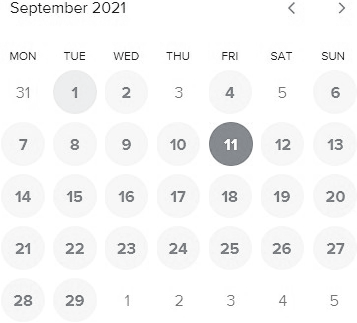 September 2021
MON TUE WED THU FRI SAT SUN
31 1 2 3 4 5 6
7 8 9 10 11 12 13
14 15 16 17 18 19 20
21 22 23 24 25 26 27
28 29 1 2 3 4 5